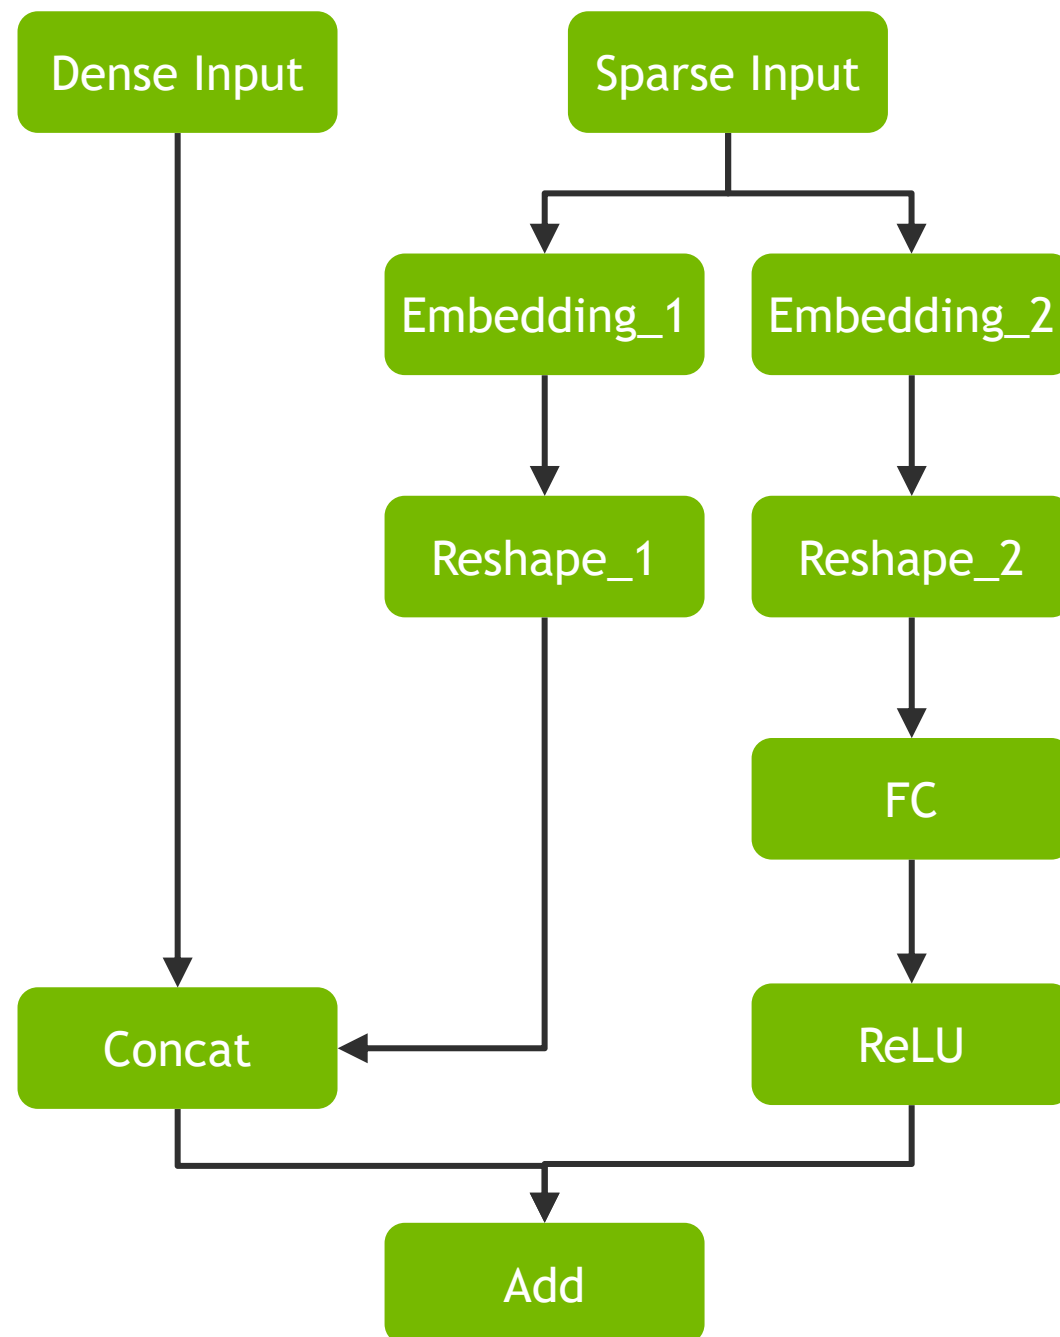 Dense Input
Sparse Input
Embedding_1
Embedding_2
Reshape_1
Reshape_2
FC
Concat
ReLU
Add